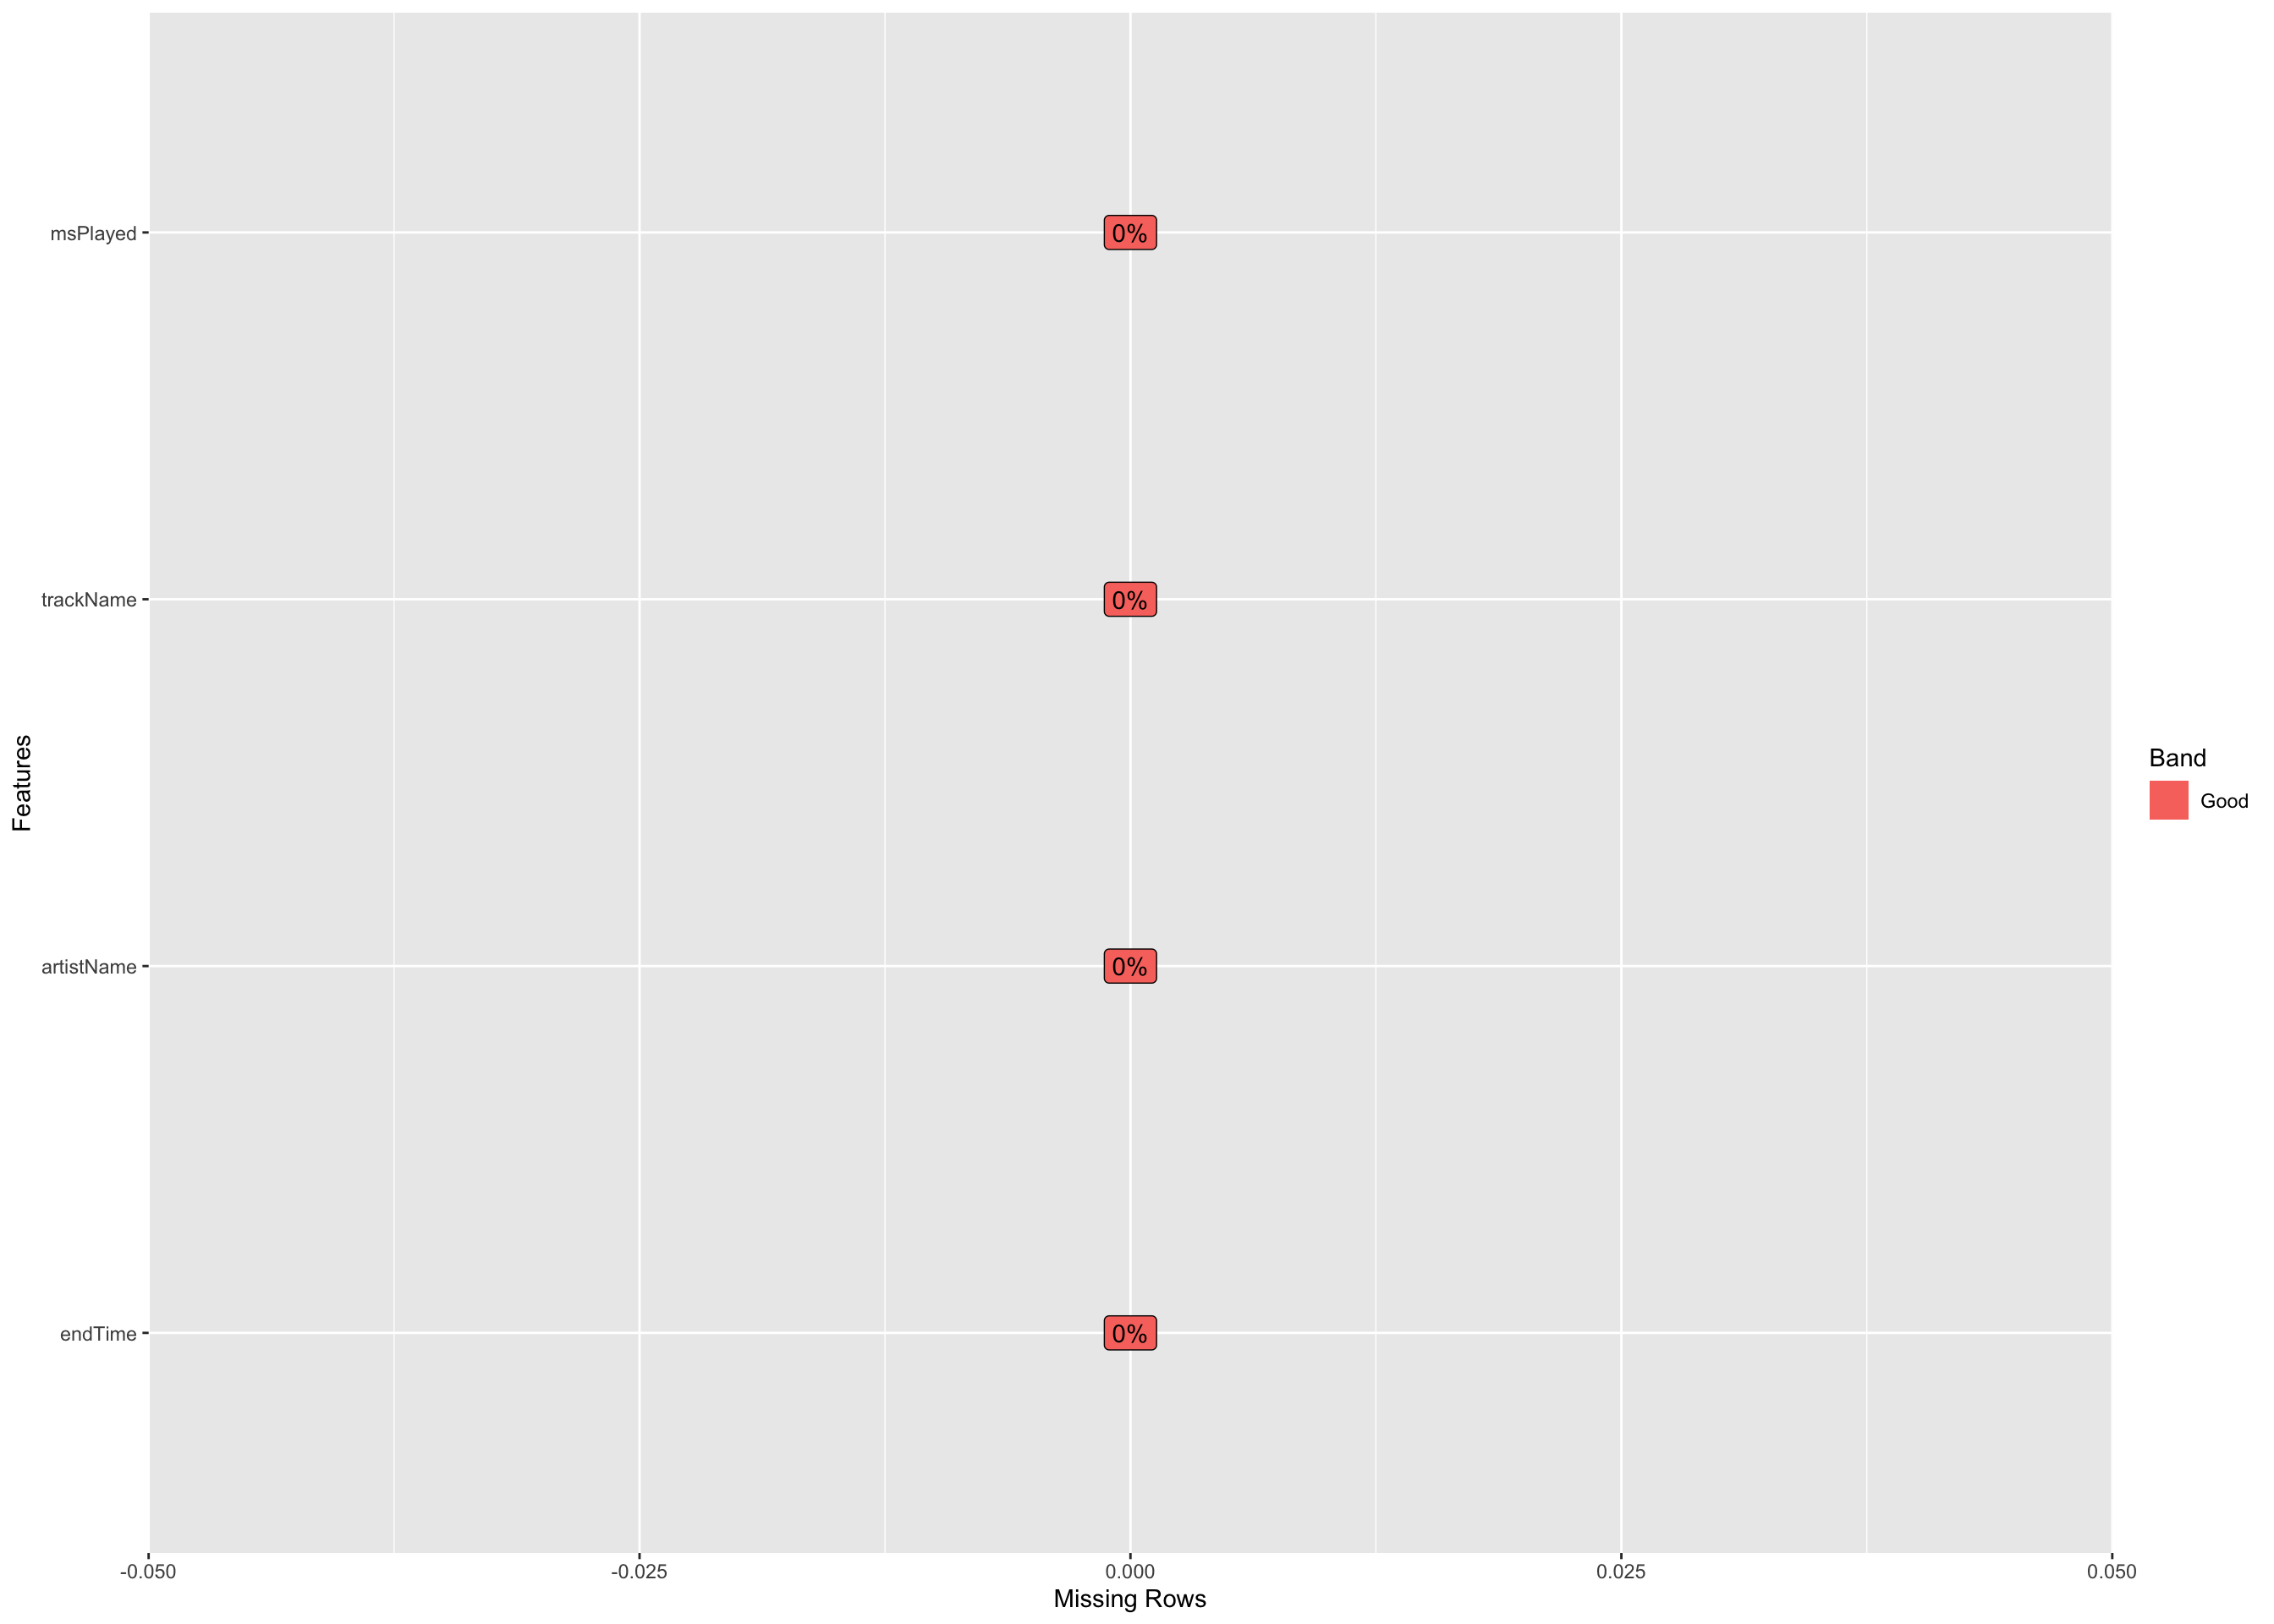 msPlayed
0%
trackName
0%
artistName
0%
endTime
0%
Features
-0.050
-0.025
0.000
0.025
0.050
Missing Rows
Band
Good